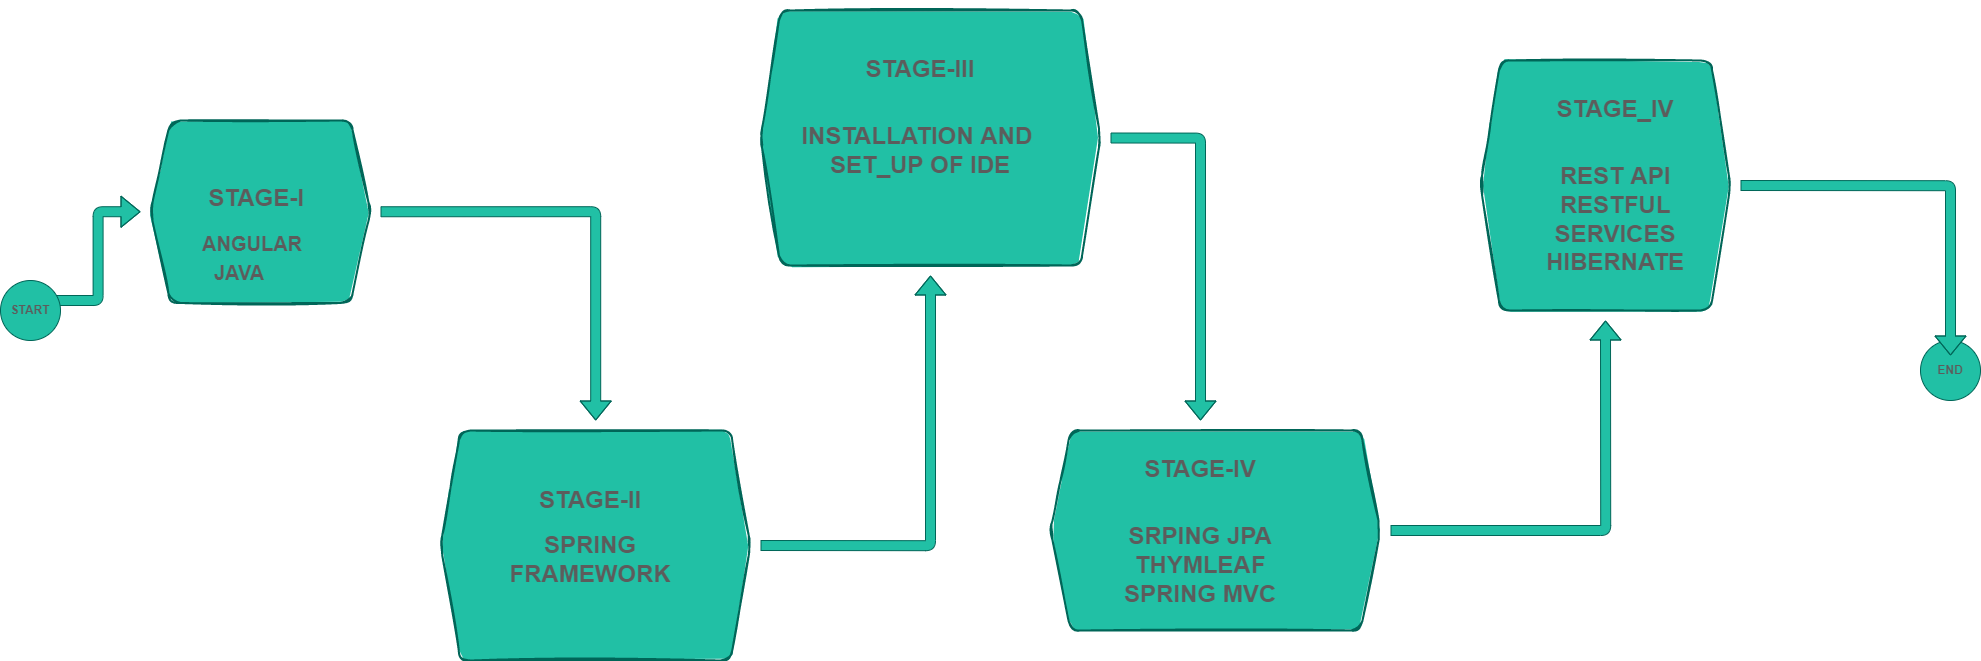 START
STAGE-I
ANGULAR
JAVA
STAGE-II
SPRING
FRAMEWORK
STAGE-III
INSTALLATION AND
SET_UP OF IDE
STAGE-IV
SRPING JPA
THYMLEAF
SPRING MVC
STAGE_IV
REST API
RESTFUL
SERVICES
HIBERNATE
END